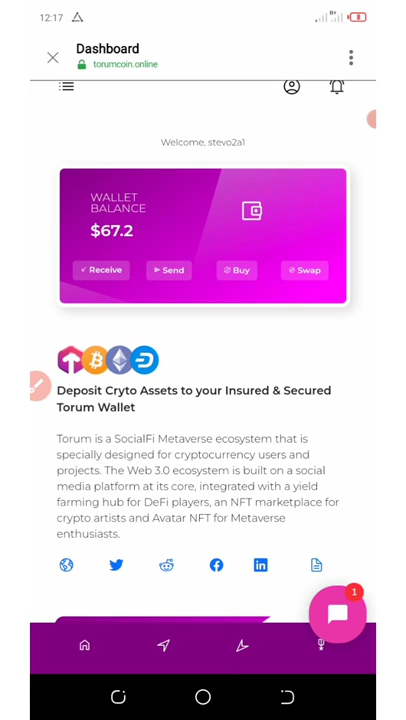 12:17
Dashboard
torumcoin.online
Welcome, stevo2a1
WALLET
BALANCE
$67.2
Receive
Send
Buy
Swap
Deposit Cryto Assets to your Insured & Secured
Torum Wallet
Torum is a SocialFi Metaverse ecosystem that is
specially designed for cryptocurrency users and
projects. The Web 3.0 ecosystem is built on a social
media platform at its core, integrated with a yield
farming hub for DeFi players, an NFT marketplace for
crypto artists and Avatar NFT for Metaverse
enthusiasts.
1